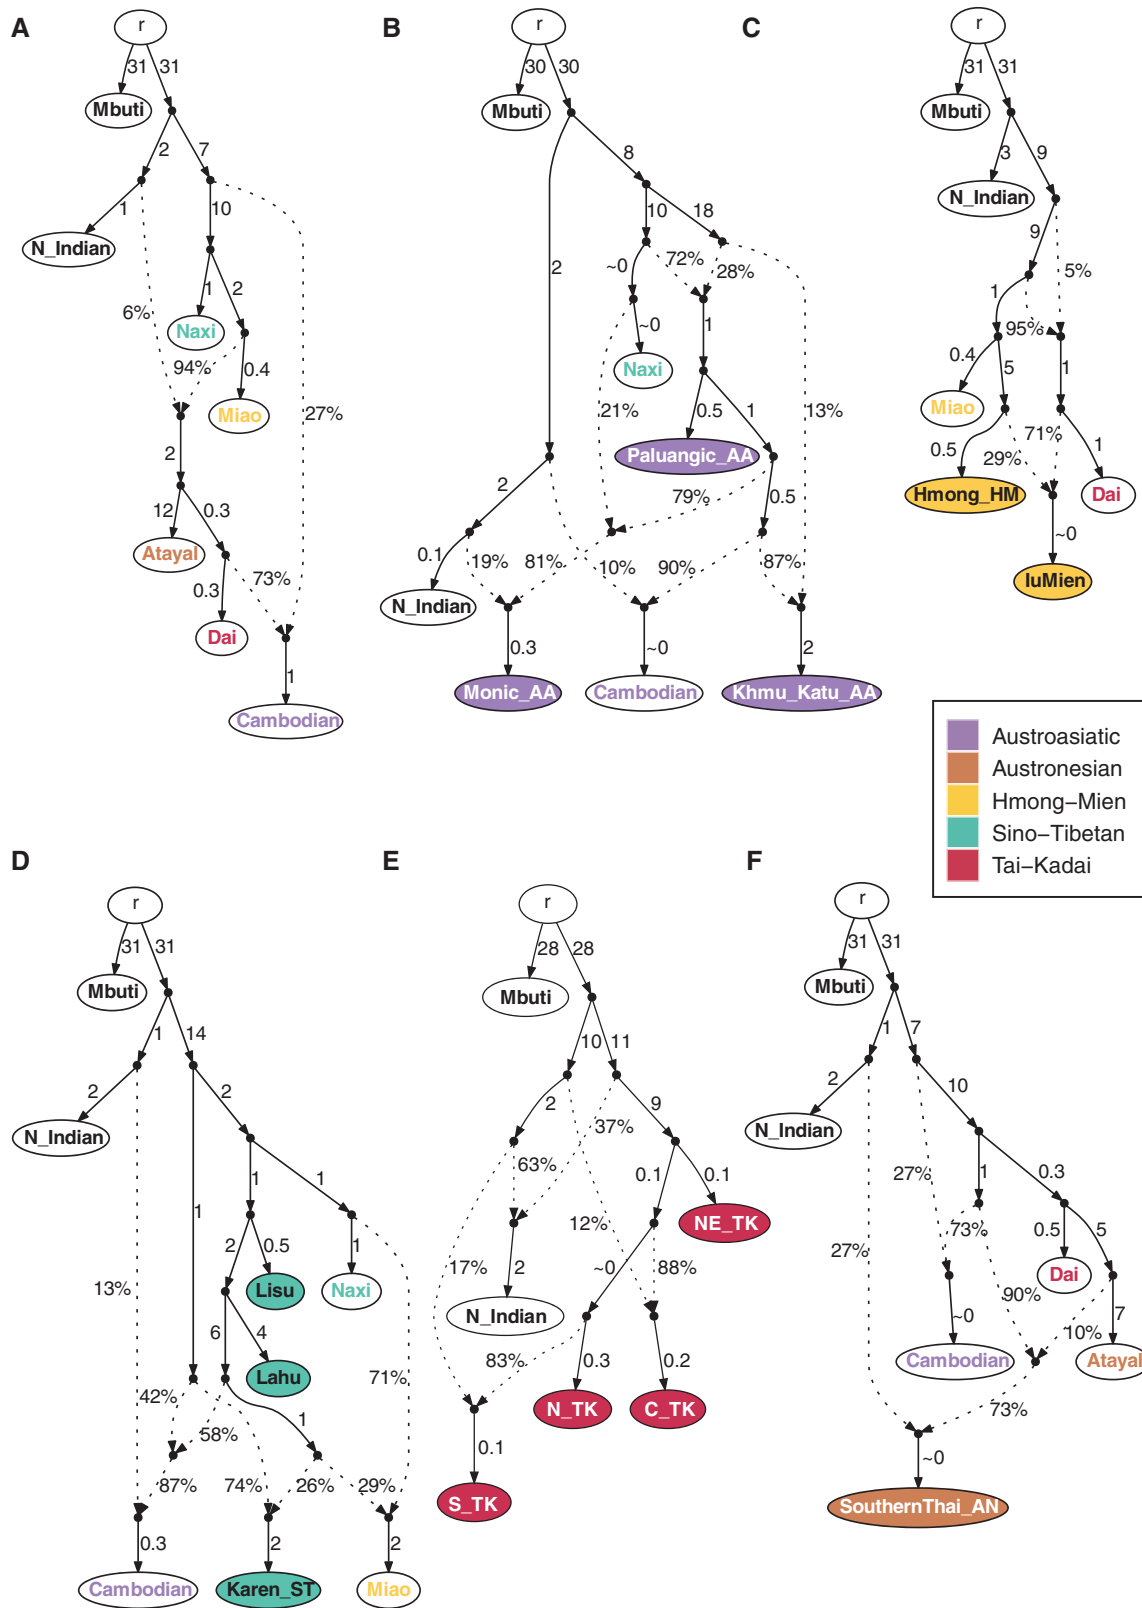 A
r
31 31
Mbuti
2 7
N_Indian
1
10
6%
1 2
Naxi
94%
0.4
Miao
27%
2
12 0.3
Atayal
73%
0.3
Dai
1
Cambodian
B
r
30 30
Mbuti
8
10 18
2
~0
72%
28%
~0
Naxi
1
21%
13%
0.5 1
Paluangic_AA
2
79%
0.5
0.1
19% 81% 10% 90% 87%
N_Indian
0.3 ~0 2
Monic_AA Cambodian Khmu_Katu_AA
C
r
31 31
Mbuti
3 9
N_Indian
9
5%
1
95%
0.4 5 1
Miao
71%
0.5 29% 1
Hmong_HM Dai
~0
IuMien
Austroasiatic
Austronesian
Hmong−Mien
Sino−Tibetan
Tai−Kadai
D
r
31 31
Mbuti
1 14
2 2
N_Indian
1 1
1
2 0.5 1
13%
Lisu Naxi
6 4
Lahu
71%
42%
1
58%
87% 74% 26% 29%
0.3 2 2
Cambodian Karen_ST Miao
E
r
28 28
Mbuti
10 11
2 9
37%
63%
0.1 0.1
NE_TK
12%
17% 2 ~0 88%
N_Indian
83%
0.3 0.2
N_TK C_TK
0.1
S_TK
F
r
31 31
Mbuti
1 7
2 10
N_Indian
27% 1 0.3
73%
27% 0.5 5
Dai
90%
~0 7
10%
Cambodian Atayal
73%
~0
SouthernThai_AN